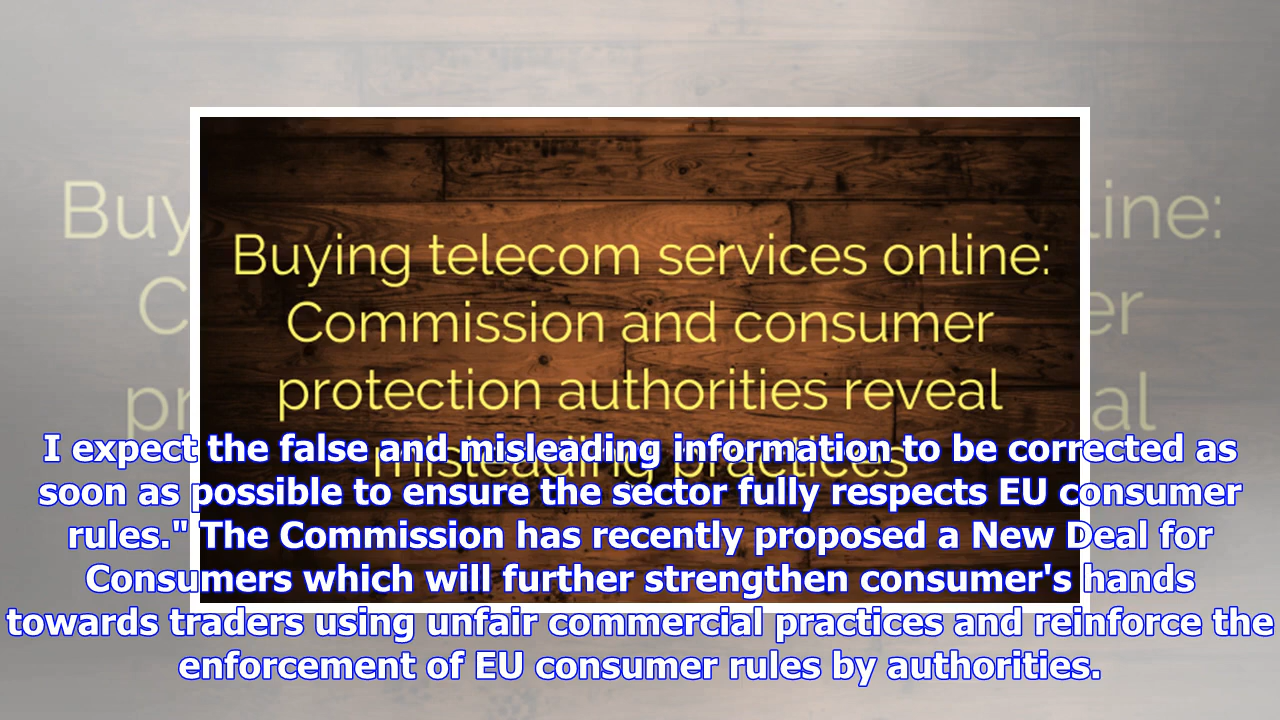 Buying telecom services online:
Commission and consumer
protection authorities reveal
misleading practices
I expect the false and misleading information to be corrected as
soon as possible to ensure the sector fully respects EU consumer
rules." The Commission has recently proposed a New Deal for
Consumers which will further strengthen consumer's hands
towards traders using unfair commercial practices and reinforce the
enforcement of EU consumer rules by authorities.